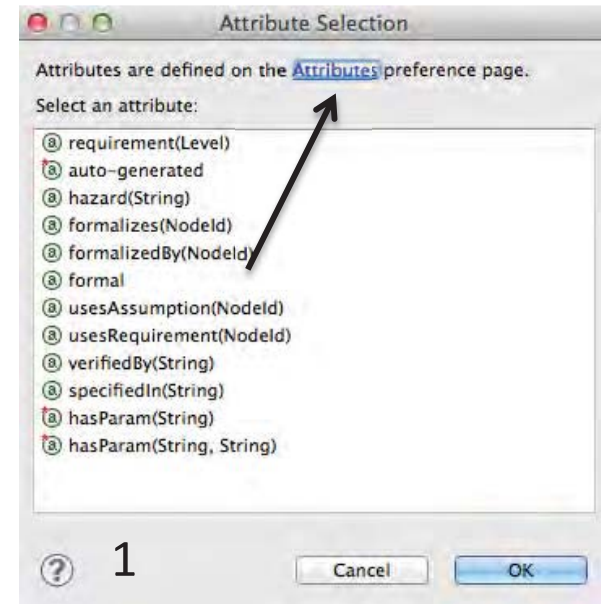 Attribute Selection
Attributes are defined on the Attributes preference page.
Select an attribute:
requirement(Level)
auto-generated
hazard(String)
formalizes(NodeId)
formalizedBy(NodeId)
formal
usesAssumption(NodeId)
usesRequirement(NodeId)
verifiedBy(String)
specifiedIn(String)
hasParam(String)
hasParam(String, String)
? 1 Cancel OK